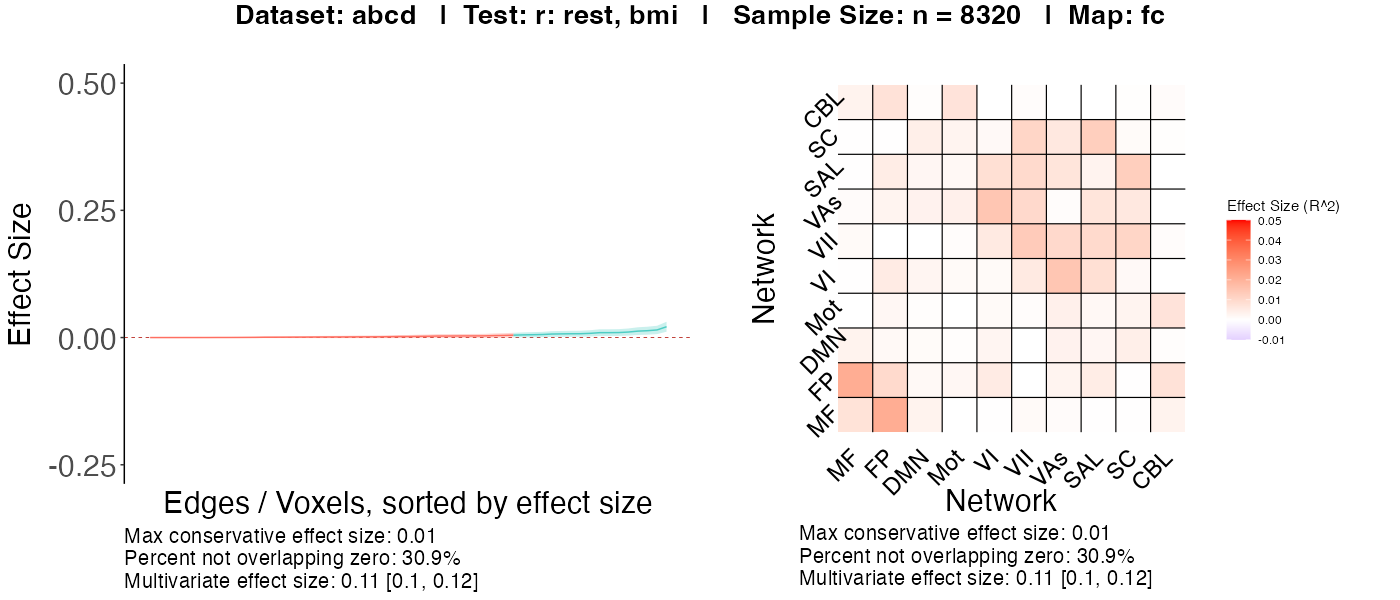 Dataset: abcd | Test: r: rest, bmi | Sample Size: n = 8320 | Map: fc
Effect Size
0.50
0.25
0.00
-0.25
Edges / Voxels, sorted by effect size
Max conservative effect size: 0.01
Percent not overlapping zero: 30.9%
Multivariate effect size: 0.11 [0.1, 0.12]
Network
CBL
SC
SAL
VAs
VII
VI
Mot
DMN
FP
MF
MF FP DMN Mot VI VII VAs SAL SC CBL
Network
Max conservative effect size: 0.01
Percent not overlapping zero: 30.9%
Multivariate effect size: 0.11 [0.1, 0.12]
Effect Size (R^2)
0.05
0.04
0.03
0.02
0.01
0.00
-0.01